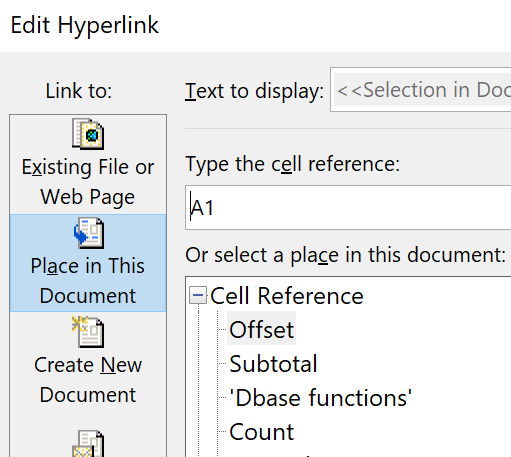 Edit Hyperlink
Link to:
Text to display:
<<Selection in Doc
Existing File or
Web Page
Type the cell reference:
A1
Place in This
Document
Or select a place in this document:
Cell Reference
Offset
Subtotal
'Dbase functions'
Count
Create New
Document